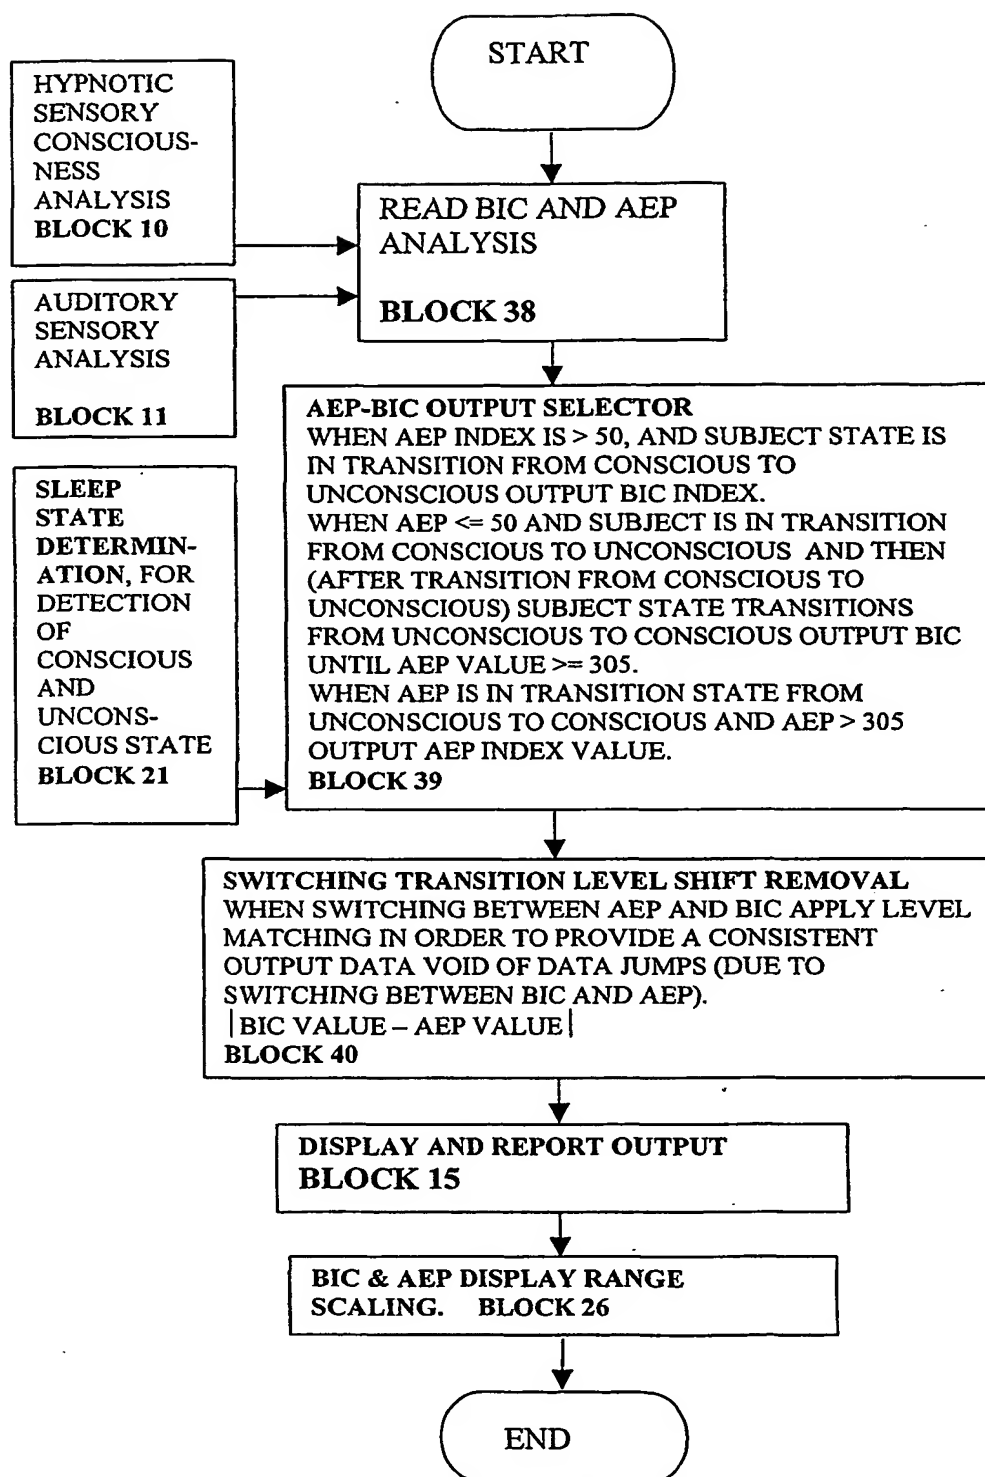 START
HYPNOTIC
SENSORY
CONSCIOUS-
NESS
ANALYSIS
BLOCK 10
READ BIC AND AEP
ANALYSIS
BLOCK 38
AUDITORY
SENSORY
ANALYSIS
BLOCK 11
AEP-BIC OUTPUT SELECTOR
WHEN AEP INDEX IS > 50, AND SUBJECT STATE IS
IN TRANSITION FROM CONSCIOUS TO
UNCONSCIOUS OUTPUT BIC INDEX.
WHEN AEP <= 50 AND SUBJECT IS IN TRANSITION
FROM CONSCIOUS TO UNCONSCIOUS AND THEN
(AFTER TRANSITION FROM CONSCIOUS TO
UNCONSCIOUS) SUBJECT STATE TRANSITIONS
FROM UNCONSCIOUS TO CONSCIOUS OUTPUT BIC
UNTIL AEP VALUE >= 305.
WHEN AEP IS IN TRANSITION STATE FROM
UNCONSCIOUS TO CONSCIOUS AND AEP > 305
OUTPUT AEP INDEX VALUE.
BLOCK 39
SLEEP
STATE
DETERMIN-
ATION, FOR
DETECTION
OF
CONSCIOUS
AND
UNCONS-
CIOUS STATE
BLOCK 21
SWITCHING TRANSITION LEVEL SHIFT REMOVAL
WHEN SWITCHING BETWEEN AEP AND BIC APPLY LEVEL
MATCHING IN ORDER TO PROVIDE A CONSISTENT
OUTPUT DATA VOID OF DATA JUMPS (DUE TO
SWITCHING BETWEEN BIC AND AEP).
|BIC VALUE – AEP VALUE|
BLOCK 40
DISPLAY AND REPORT OUTPUT
BLOCK 15
BIC & AEP DISPLAY RANGE
SCALING. BLOCK 26
END